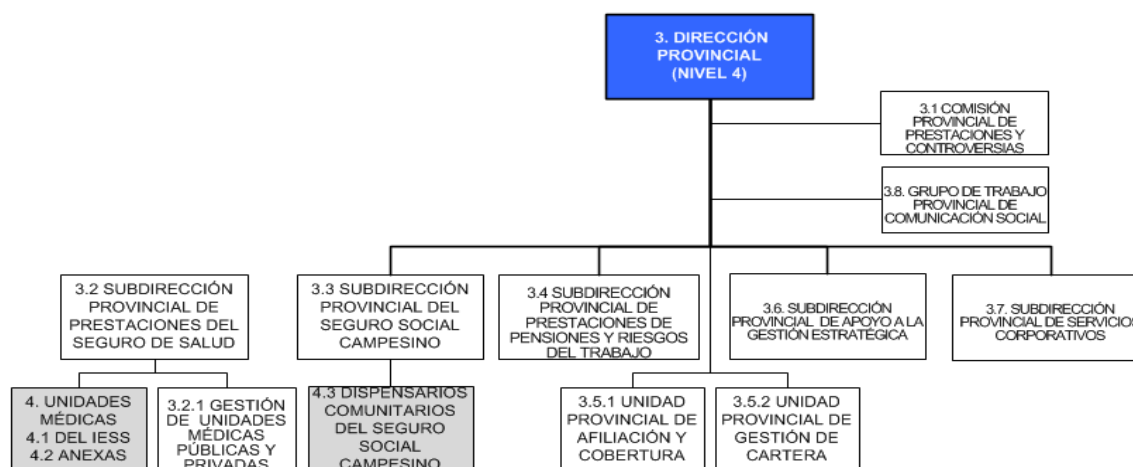 3. DIRECCIÓN
PROVINCIAL
(NIVEL 4)
3.1 COMISIÓN
PROVINCIAL DE
PRESTACIONES Y
CONTROVERSIAS
3.8. GRUPO DE TRABAJO
PROVINCIAL DE
COMUNICACIÓN SOCIAL
3.2 SUBDIRECCIÓN
PROVINCIAL DE
PRESTACIONES DEL
SEGURO DE SALUD
3.3 SUBDIRECCIÓN
PROVINCIAL DEL
SEGURO SOCIAL
CAMPESINO
3.4 SUBDIRECCIÓN
PROVINCIAL DE
PRESTACIONES DE
PENSIONES Y RIESGOS
DEL TRABAJO
3.6. SUBDIRECCIÓN
PROVINCIAL DE APOYO A LA
GESTIÓN ESTRATÉGICA
3.7. SUBDIRECCIÓN
PROVINCIAL DE SERVICIOS
CORPORATIVOS
4. UNIDADES
MÉDICAS
4.1 DEL IESS
4.2 ANEXAS
3.2.1 GESTIÓN
DE UNIDADES
MÉDICAS
PÚBLICAS Y
PRIVADAS
4.3 DISPENSARIOS
COMUNITARIOS
DEL SEGURO
SOCIAL
CAMPESINO
3.5.1 UNIDAD
PROVINCIAL DE
AFILIACIÓN Y
COBERTURA
3.5.2 UNIDAD
PROVINCIAL DE
GESTIÓN DE
CARTERA